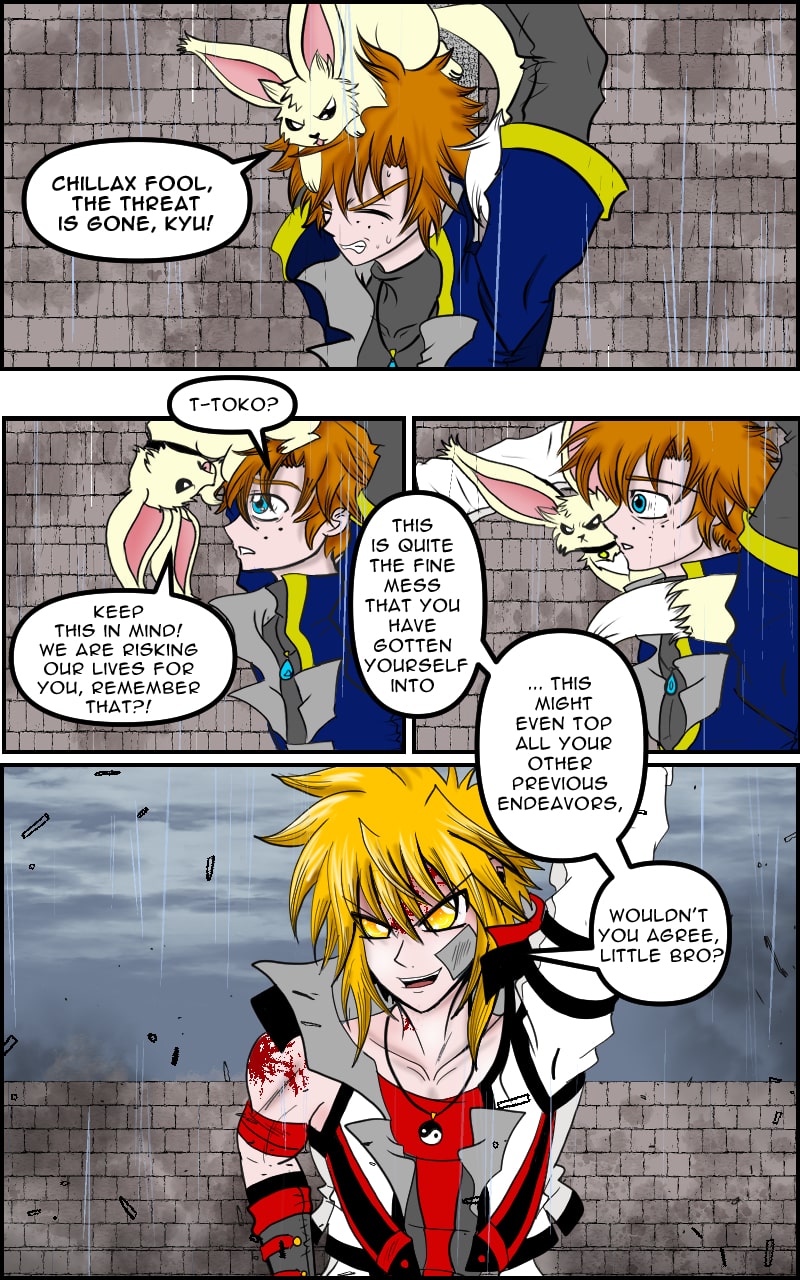 CHILLAX FOOL,
THE THREAT
IS GONE, KYU!
T-TOKO?
KEEP
THIS IN MIND!
WE ARE RISKING
OUR LIVES FOR
YOU, REMEMBER
THAT?!
THIS
IS QUITE
THE FINE
MESS
THAT YOU
HAVE
GOTTEN
YOURSELF
INTO
... THIS
MIGHT
EVEN TOP
ALL YOUR
OTHER
PREVIOUS
ENDEAVORS,
WOULDN'T
YOU AGREE,
LITTLE BRO?